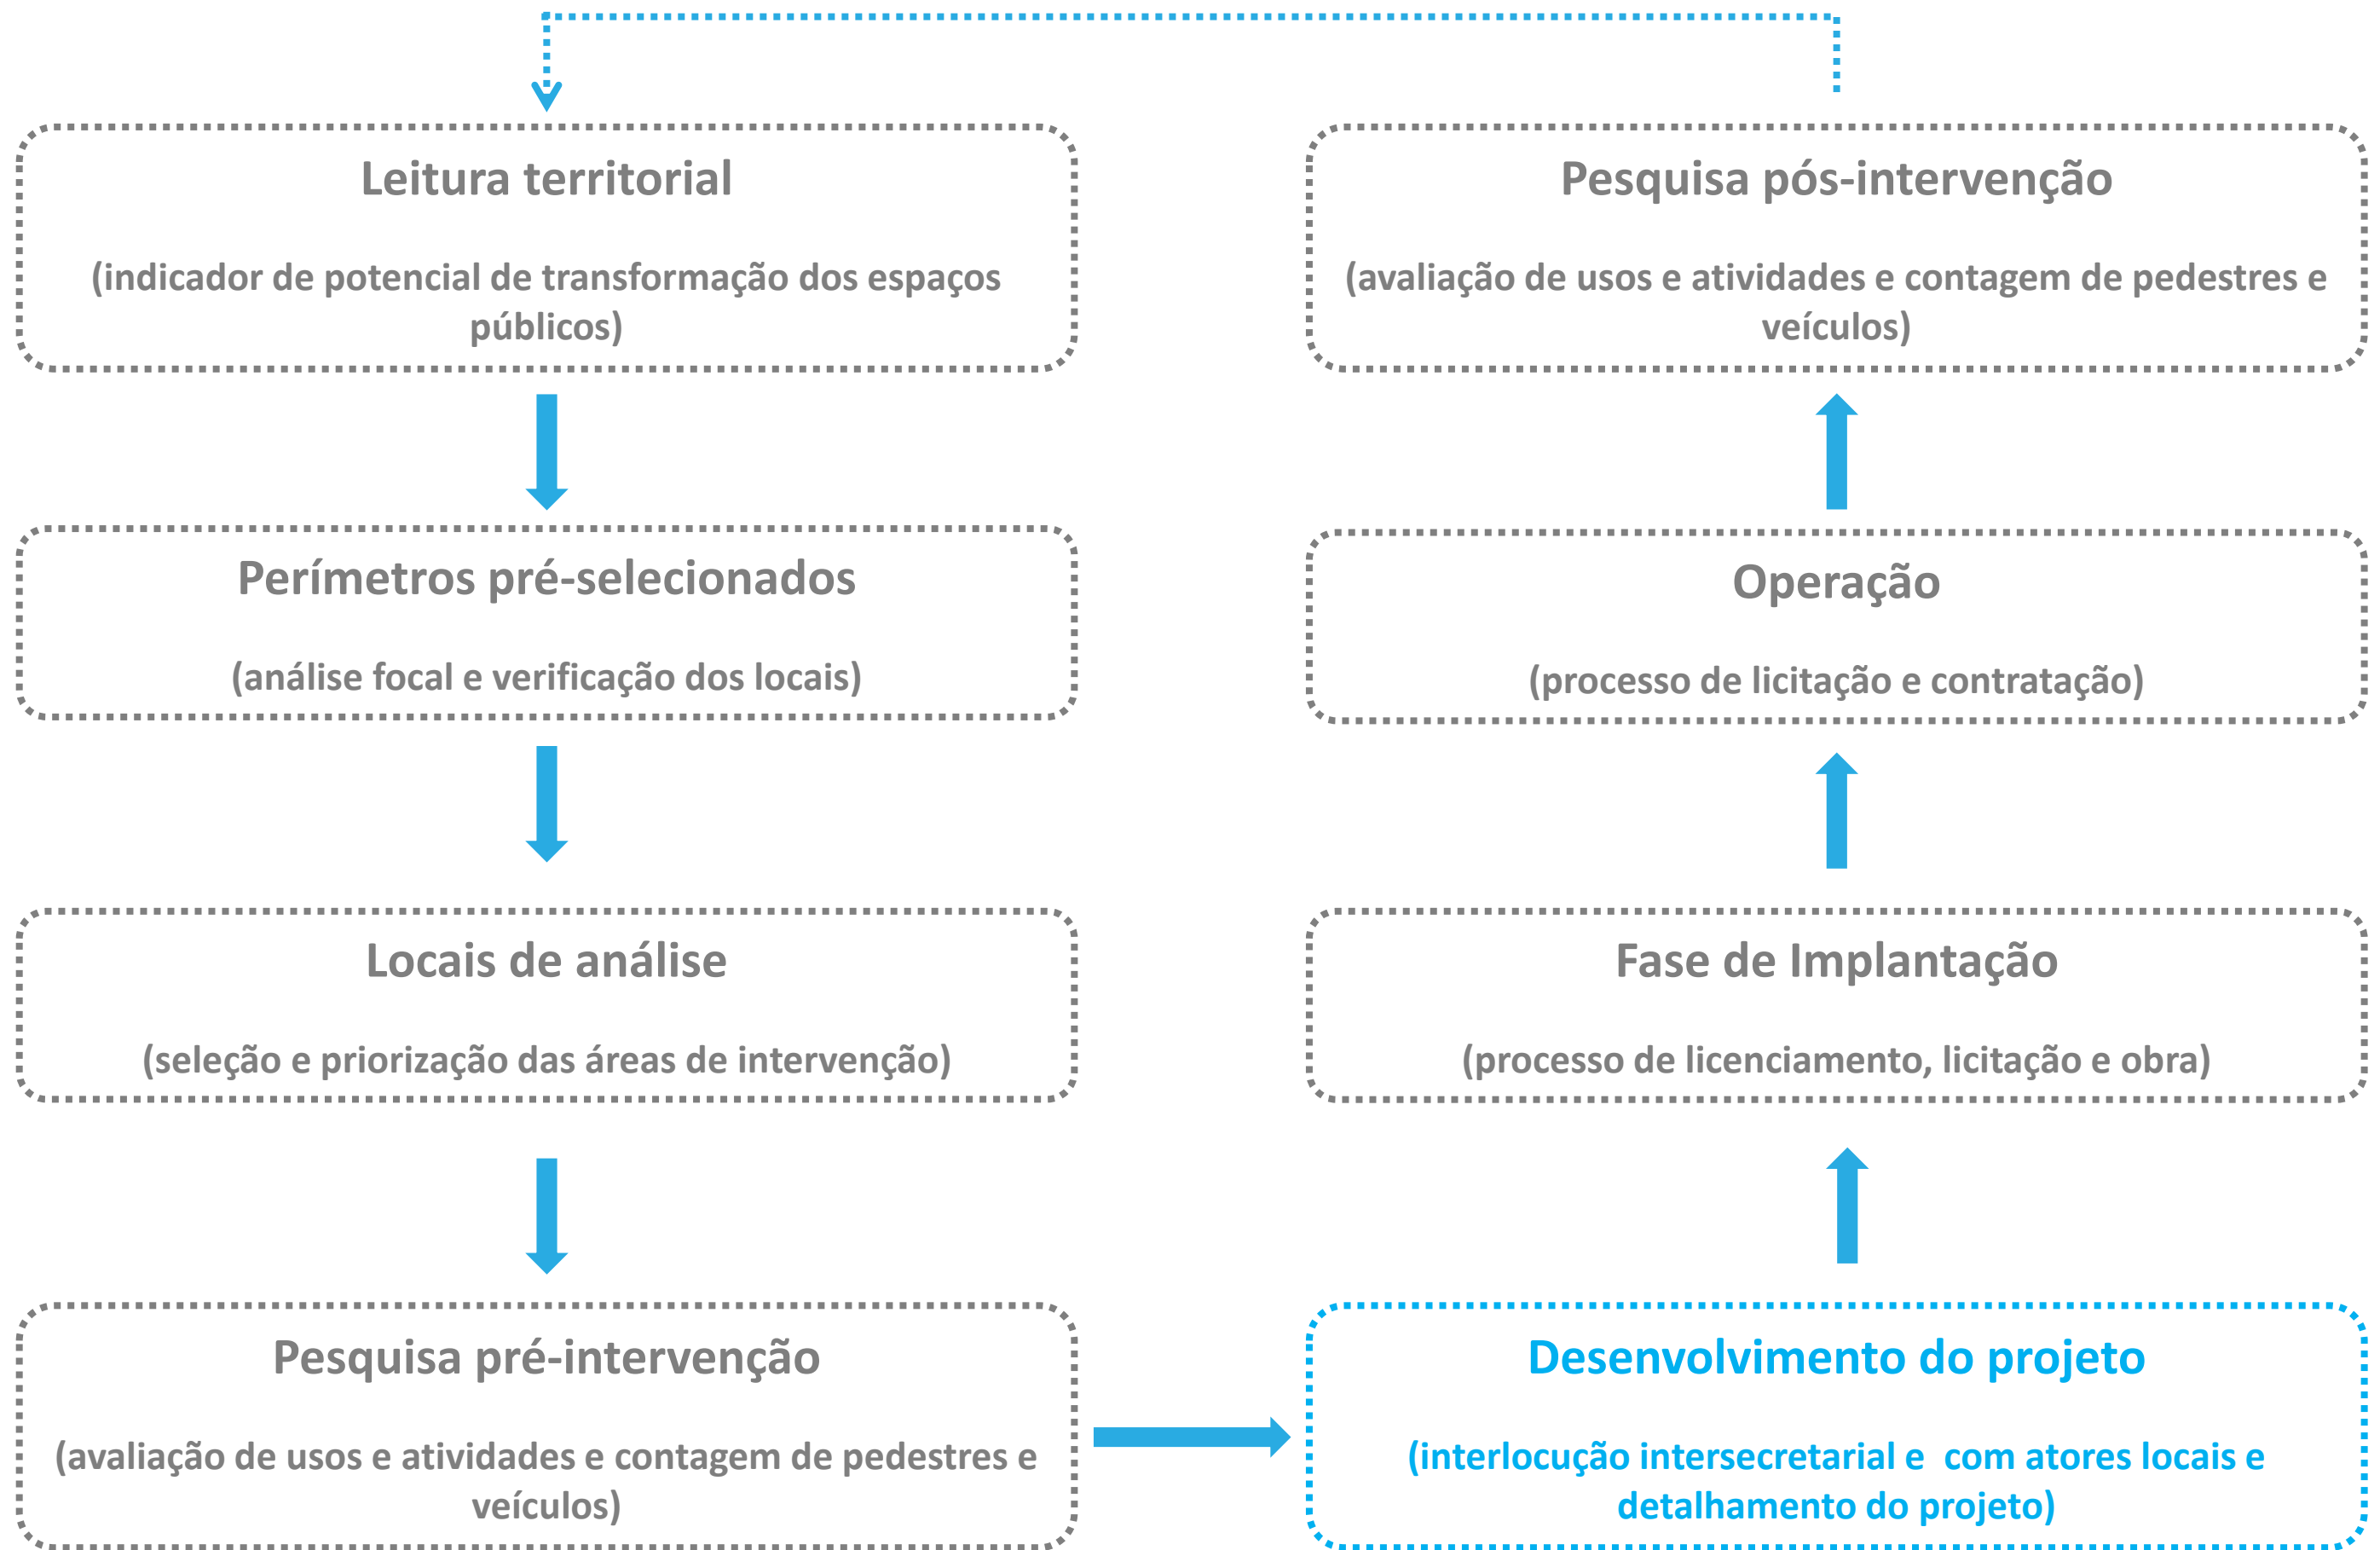 Leitura territorial
(indicador de potencial de transformação dos espaços
públicos)
Perímetros pré-selecionados
(análise focal e verificação dos locais)
Locais de análise
(seleção e priorização das áreas de intervenção)
Pesquisa pré-intervenção
(avaliação de usos e atividades e contagem de pedestres e
veículos)
Desenvolvimento do projeto
(interlocução intersecretarial e  com atores locais e
detalhamento do projeto)
Fase de Implantação
(processo de licenciamento, licitação e obra)
Operação
(processo de licitação e contratação)
Pesquisa pós-intervenção
(avaliação de usos e atividades e contagem de pedestres e
veículos)